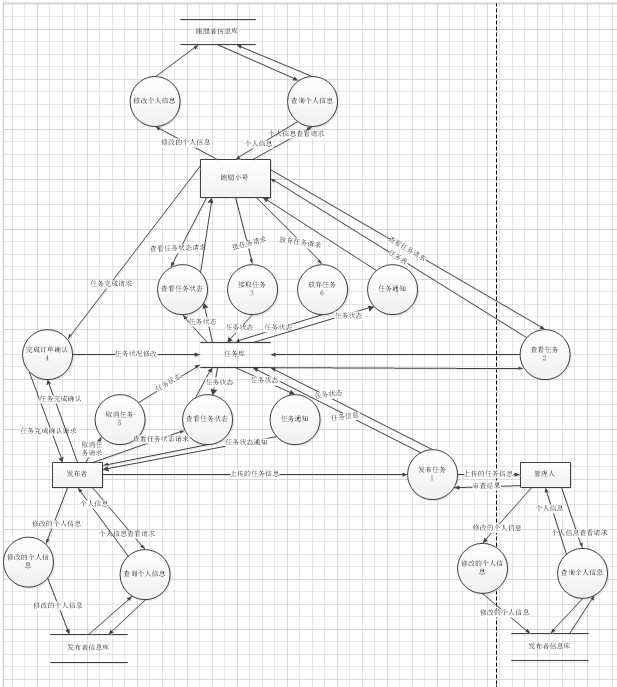 跑腿者信息库
修改个人信息
查询个人信息
个人信息查看请求
修改的个人信息
个人信息
跑腿小哥
查看任务状态请求
接任务请求
放弃任务请求
查看任务请求
任务表
任务完成请求
查看任务状态
接取任务
3
放弃任务
6
任务通知
任务状态
任务状态
任务状态
任务状态
完成订单确认
4
任务状况修改
任务库
查看任务
2
任务状态
任务状态
任务状态
任务状态
任务信息
任务完成确认
取消任务
5
查看任务状态
任务通知
任务完成确认请求
取消任
务请求
查看任务状态请求
任务状态通知
发布者
上传的任务信息
发布任务
1
上传的任务信息
审查结果
管理人
个人信息
修改的个人信息
个人信息查看请求
个人信息
修改的个人信息
个人信息查看请求
修改的个人信
息
查询个人信息
修改的个人信
息
查询个人信息
修改的个人信息
修改的个人信息
发布者信息库
发布者信息库